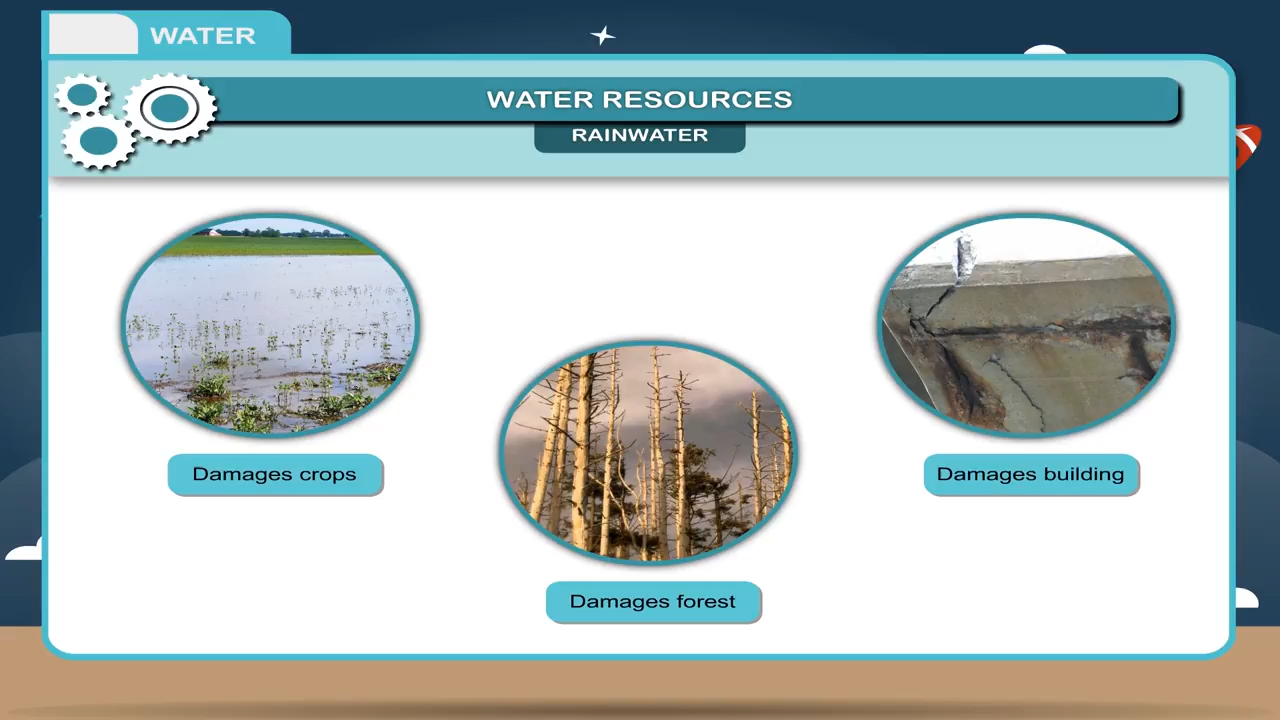 WATER
WATER RESOURCES
RAINWATER
Damages crops
Damages forest
Damages building